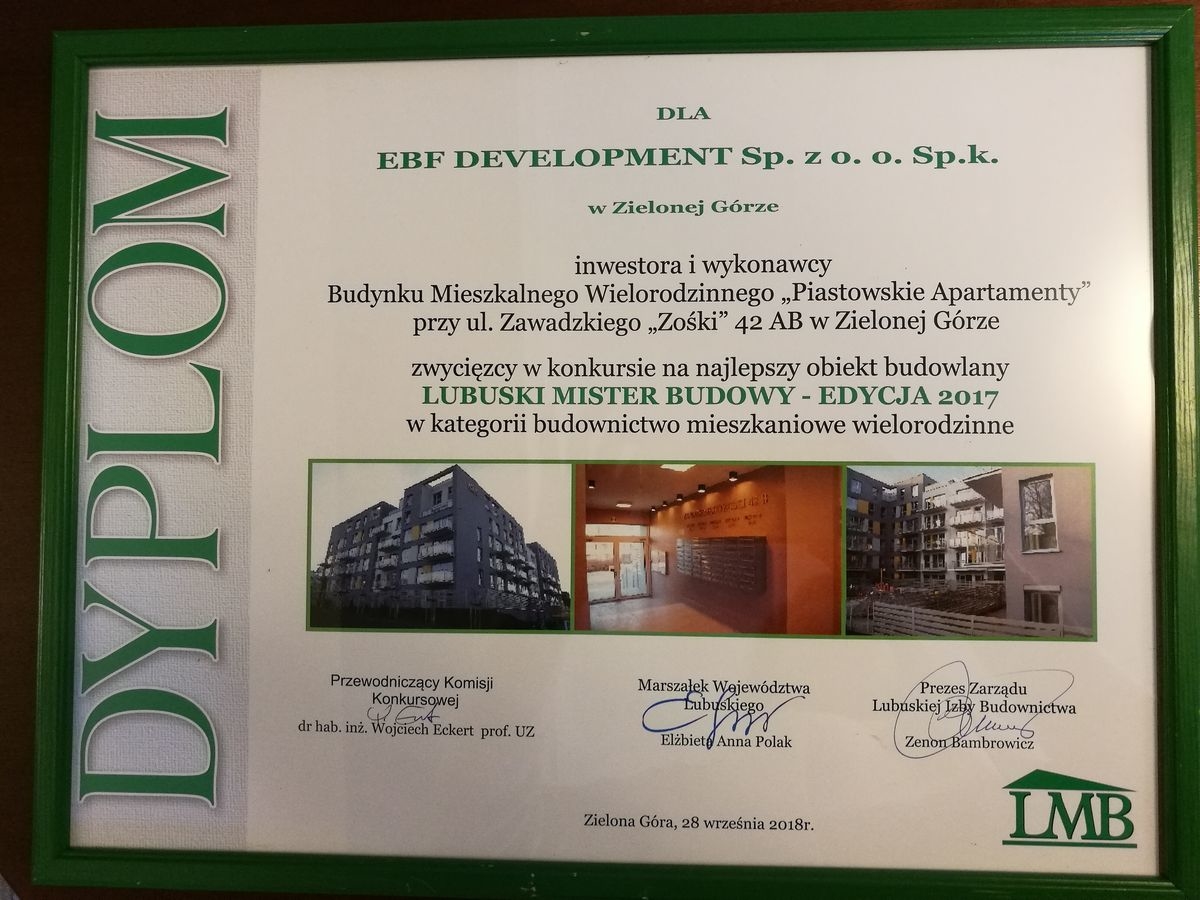 DYPLOM
DLA
EBF DEVELOPMENT Sp. z o. o. Sp.k.
w Zielonej Górze
inwestora i wykonawcy
Budynku Mieszkalnego Wielorodzinnego „Piastowskie Apartamenty”
przy ul. Zawadzkiego „Zośki” 42 AB w Zielonej Górze
zwycięzcy w konkursie na najlepszy obiekt budowlany
LUBUSKI MISTER BUDOWY - EDYCJA 2017
w kategorii budownictwo mieszkaniowe wielorodzinne
Przewodniczący Komisji
Konkursowej
dr hab. inż. Wojciech Eckert prof. UZ
Marszałek Województwa
Lubuskiego
Elżbieta Anna Polak
Prezes Zarządu
Lubuskiej Izby Budownictwa
Zenon Bambrowicz
Zielona Góra, 28 września 2018r.
LMB